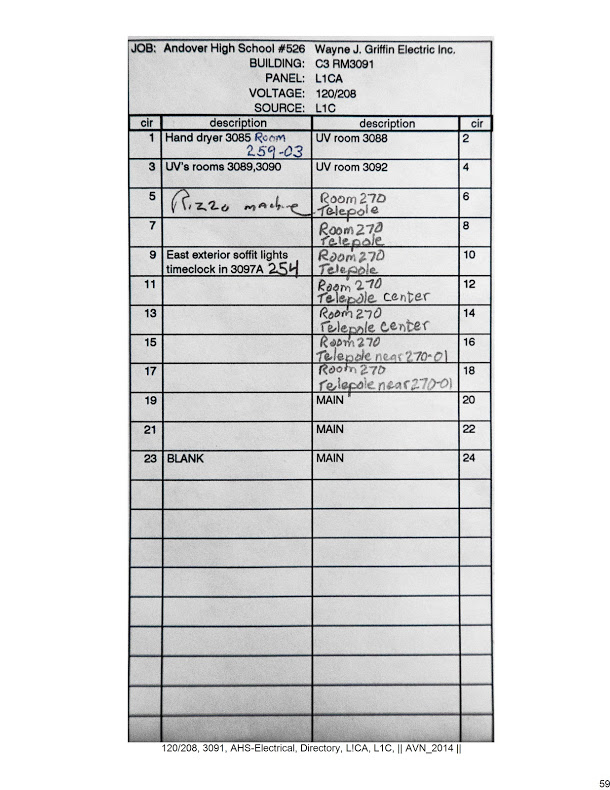 JOB: Andover High School #526 Wayne J. Griffin Electric Inc.
BUILDING: C3 RM3091
PANEL: L1CA
VOLTAGE: 120/208
SOURCE: L1C
cir description description cir
1 Hand dryer 3085 Room UV room 3088 2
259-03
3 UV's rooms 3089,3090 UV room 3092 4
5 Pizza machine Room 270 6
Telepole
7 Room 270 8
Telepole
9 East exterior soffit lights Room 270 10
timeclock in 3097A 254 Telepole
11 Room 270 12
Telepole center
13 Room 270 14
Telepole center
15 Room 270 16
Telepole near 270-01
17 Room 270 18
Telepole near 270-01
19 MAIN 20
21 MAIN 22
23 BLANK MAIN 24
120/208, 3091, AHS-Electrical, Directory, L!CA, L1C, || AVN_2014 ||
59